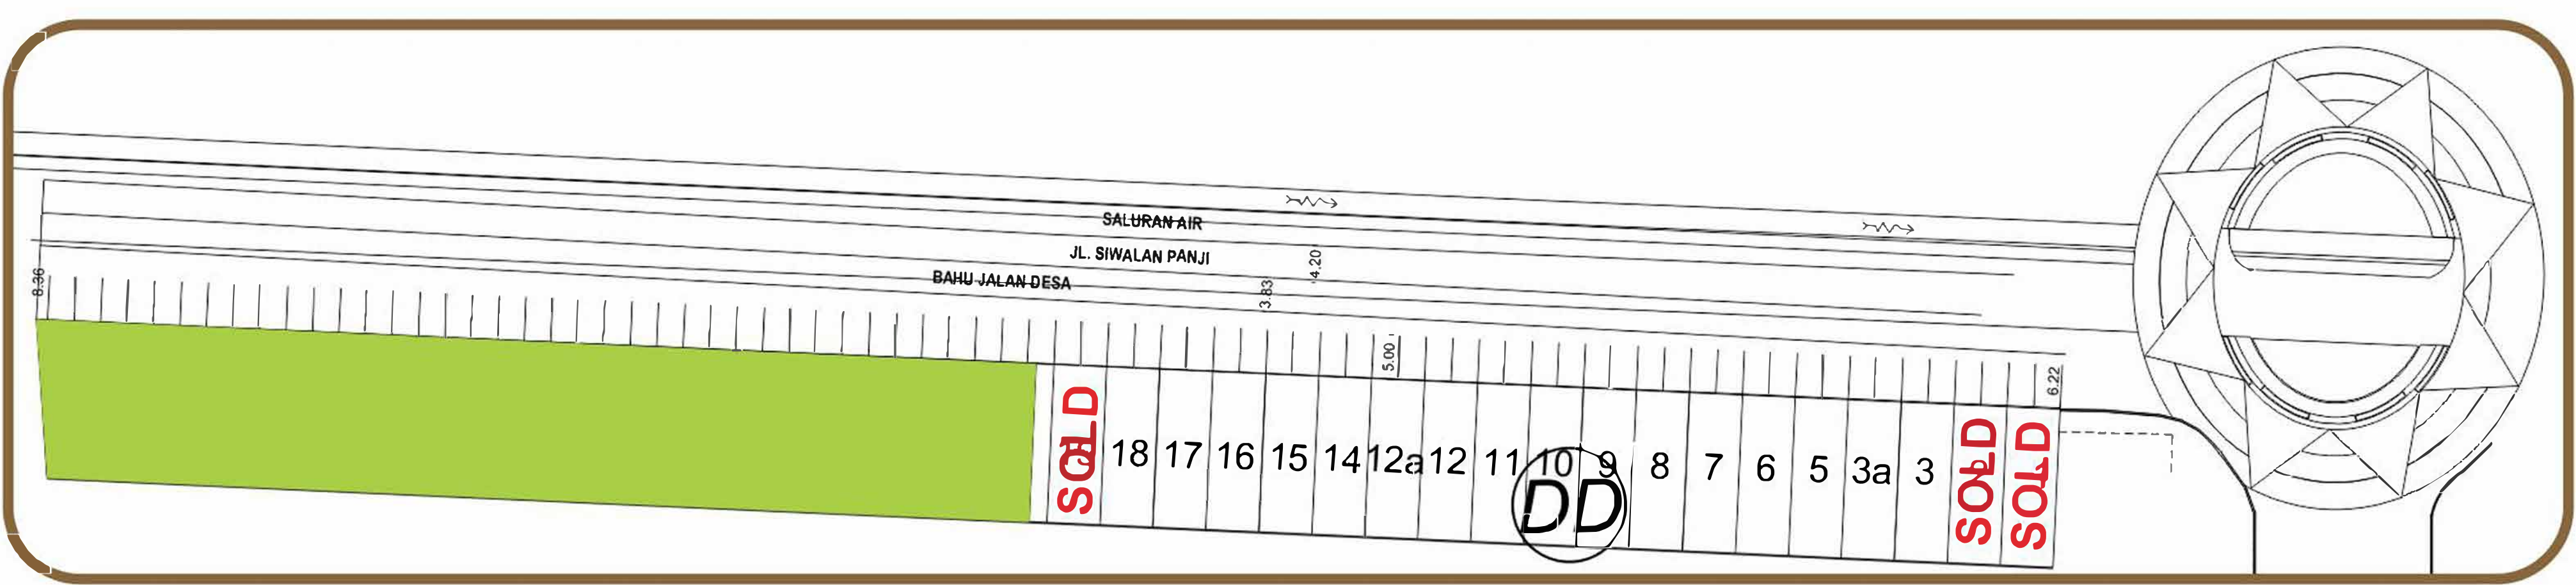 SALURAN AIR
JL. SIWALAN PANJI
BAHU JALAN DESA
8.36
4.20
3.83
5.00
6.22
SOLD 18 17 16 15 14 12a 12 11 10 9 8 7 6 5 3a 3 SOLD SOLD
DD